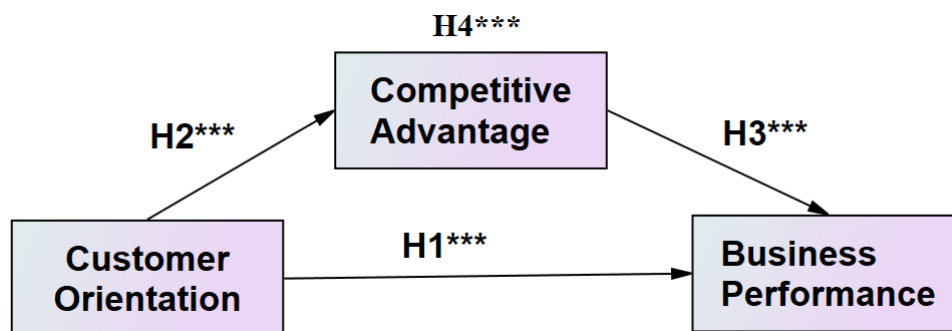 H4***
Competitive
Advantage
H2***
H3***
H1***
Customer
Orientation
Business
Performance